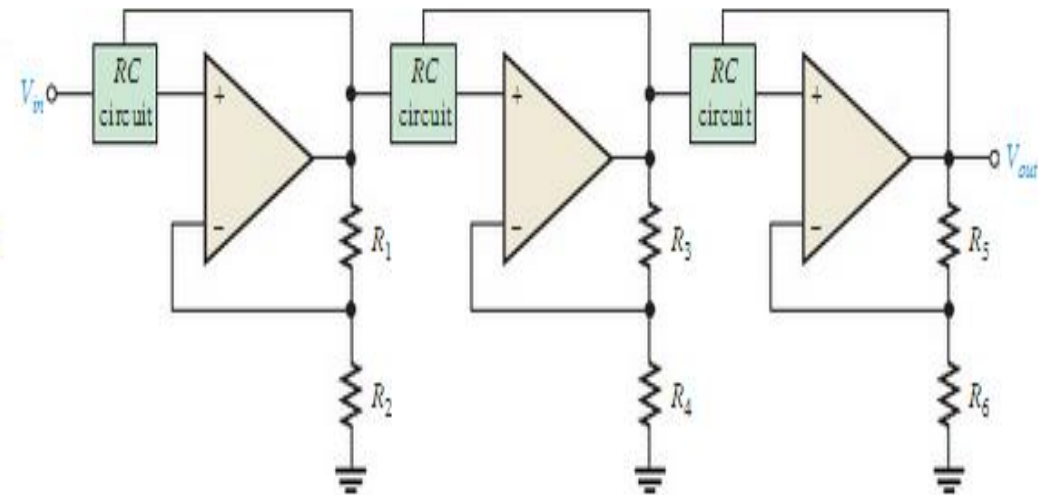 V_in
RC
circuit
+
−
R_1
R_2
RC
circuit
+
−
R_3
R_4
RC
circuit
+
−
V_out
R_5
R_6